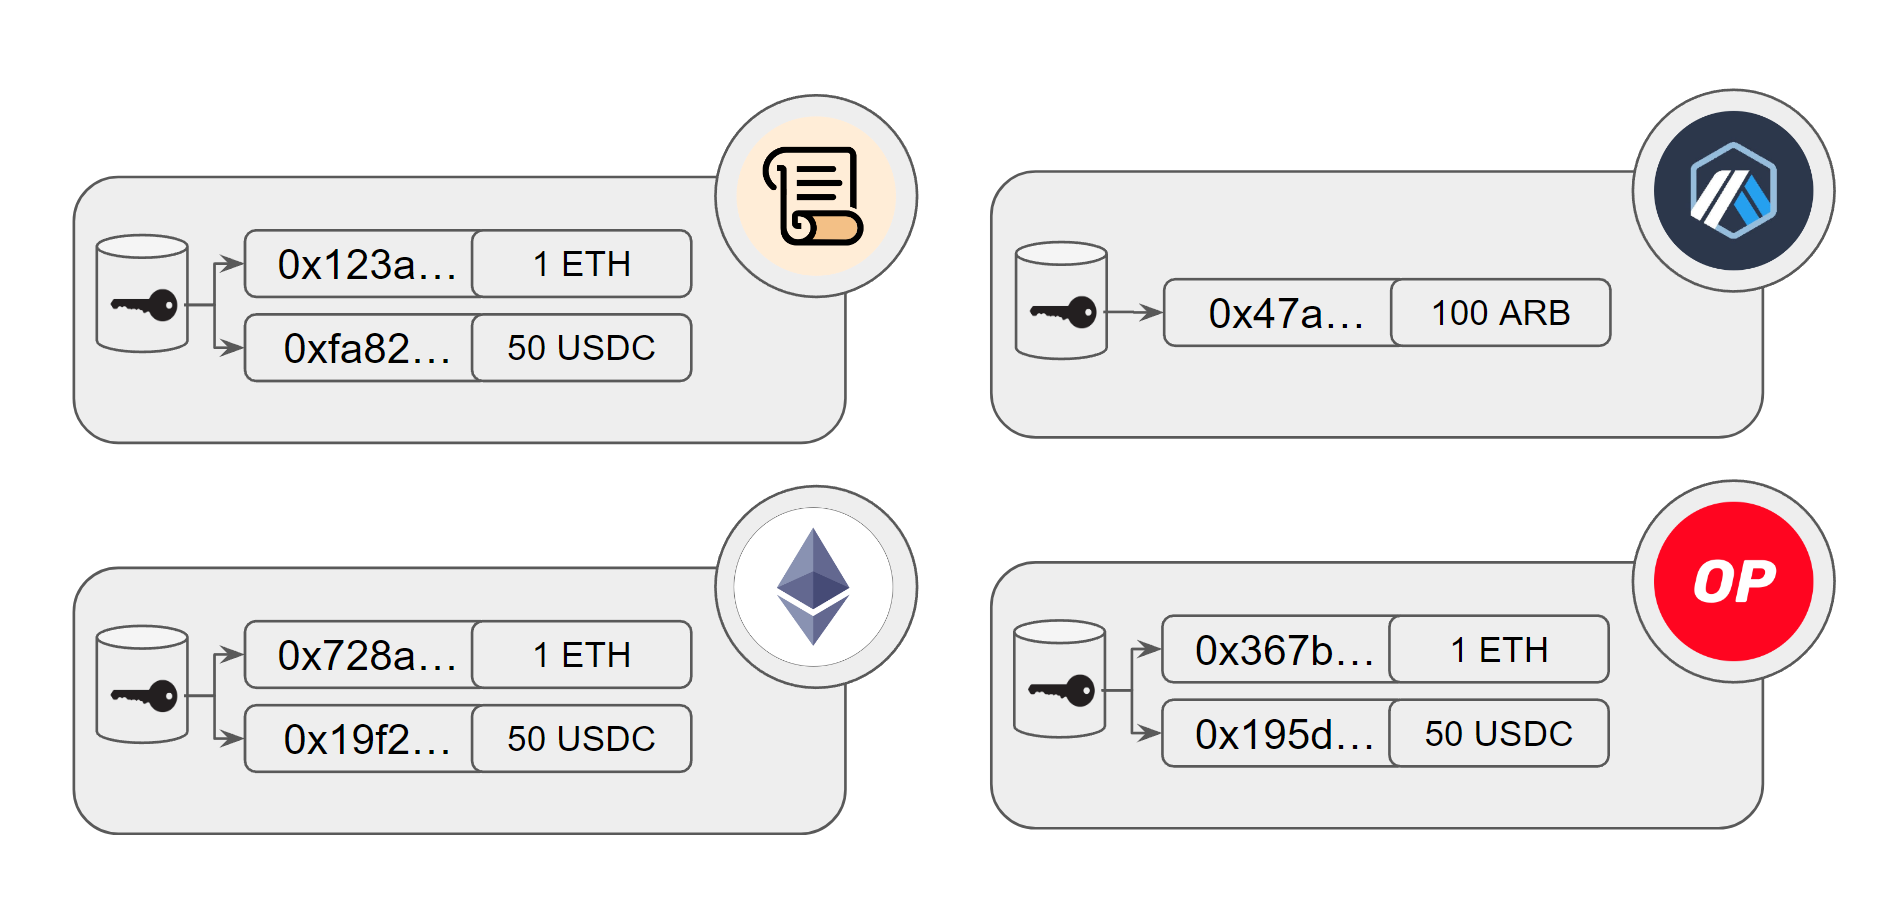 0x123a… 1 ETH
0xfa82… 50 USDC
0x47a… 100 ARB
0x728a… 1 ETH
0x19f2… 50 USDC
OP
0x367b… 1 ETH
0x195d… 50 USDC